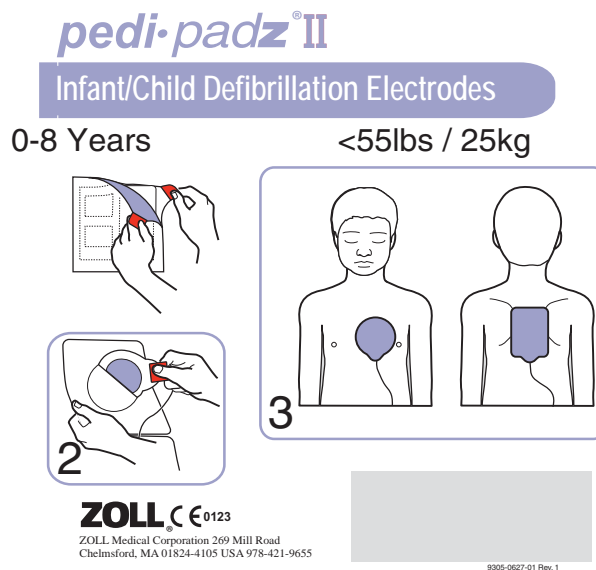 pedi•padz®II
Infant/Child Defibrillation Electrodes
0-8 Years
<55lbs / 25kg
2
3
ZOLL® CE 0123
ZOLL Medical Corporation 269 Mill Road
Chelmsford, MA 01824-4105 USA 978-421-9655
9305-0627-01 Rev. 1